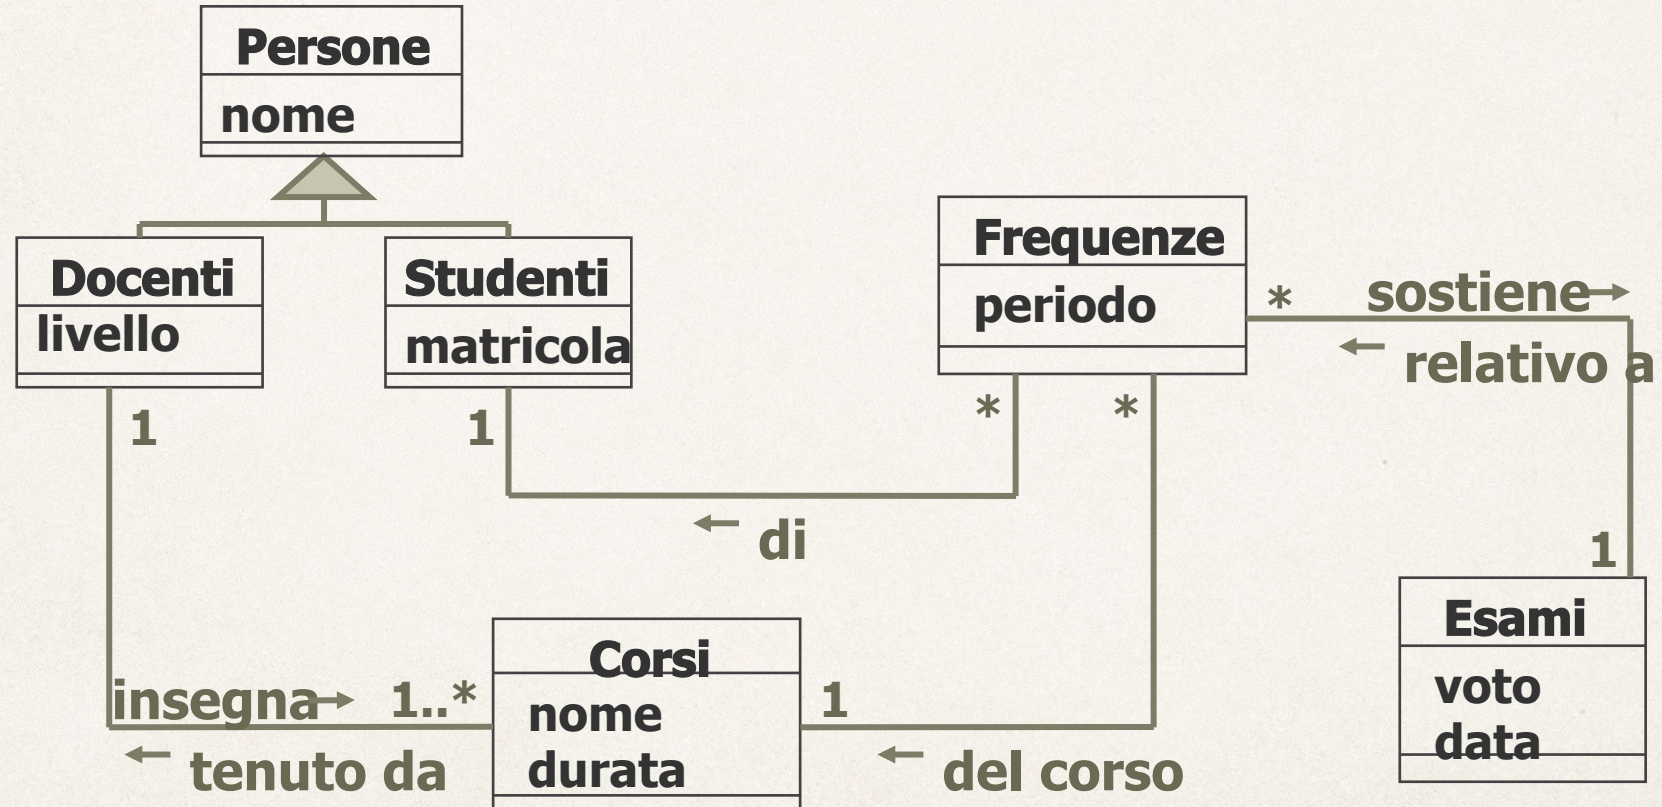 Persone
nome
Docenti
livello
Studenti
matricola
Frequenze
periodo
* sostiene
relativo a
1
1
*
*
di
1
Esami
voto
data
insegna
1..*
tenuto da
Corsi
nome
durata
1
del corso